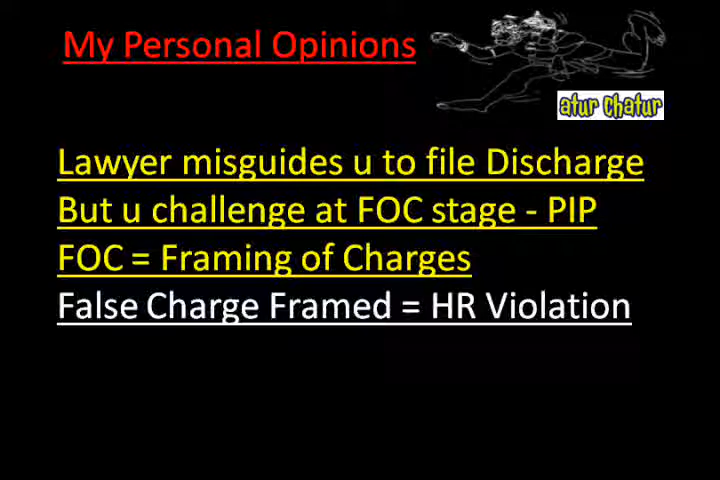 My Personal Opinions
atur chatur
Lawyer misguides u to file Discharge
But u challenge at FOC stage - PIP
FOC = Framing of Charges
False Charge Framed = HR Violation